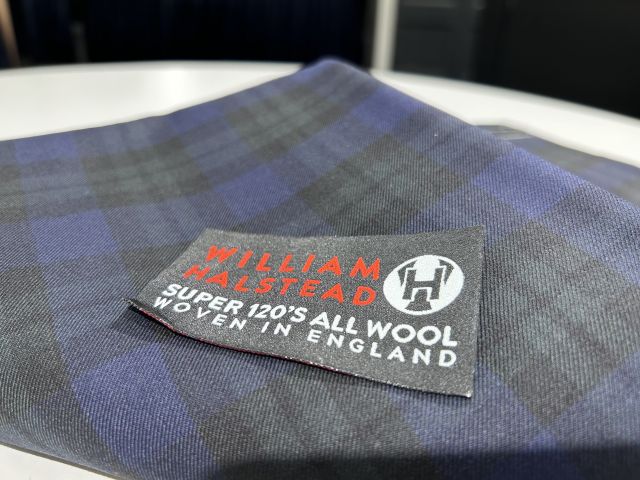 WILLIAM
HALSTEAD
H
SUPER 120'S ALL WOOL
WOVEN IN ENGLAND